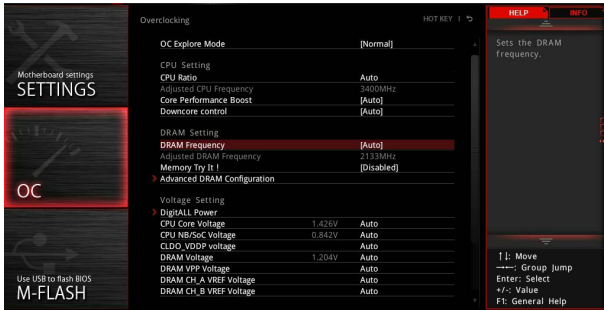 Overclocking
HOT KEY |
HELP
INFO
Motherboard settings
SETTINGS
OC
Use USB to flash BIOS
M-FLASH
OC Explore Mode [Normal]
CPU Setting
CPU Ratio Auto
Adjusted CPU Frequency 3400MHz
Core Performance Boost [Auto]
Downcore control [Auto]
DRAM Setting
DRAM Frequency [Auto]
Adjusted DRAM Frequency 2133MHz
Memory Try It ! [Disabled]
Advanced DRAM Configuration
Voltage Setting
DigitALL Power
CPU Core Voltage 1.426V Auto
CPU NB/SoC Voltage 0.842V Auto
CLDO_VDDP voltage Auto
DRAM Voltage 1.204V Auto
DRAM VPP Voltage Auto
DRAM CH_A VREF Voltage Auto
DRAM CH_B VREF Voltage Auto
Sets the DRAM
frequency.
↑↓: Move
→←: Group Jump
Enter: Select
+/-: Value
F1: General Help